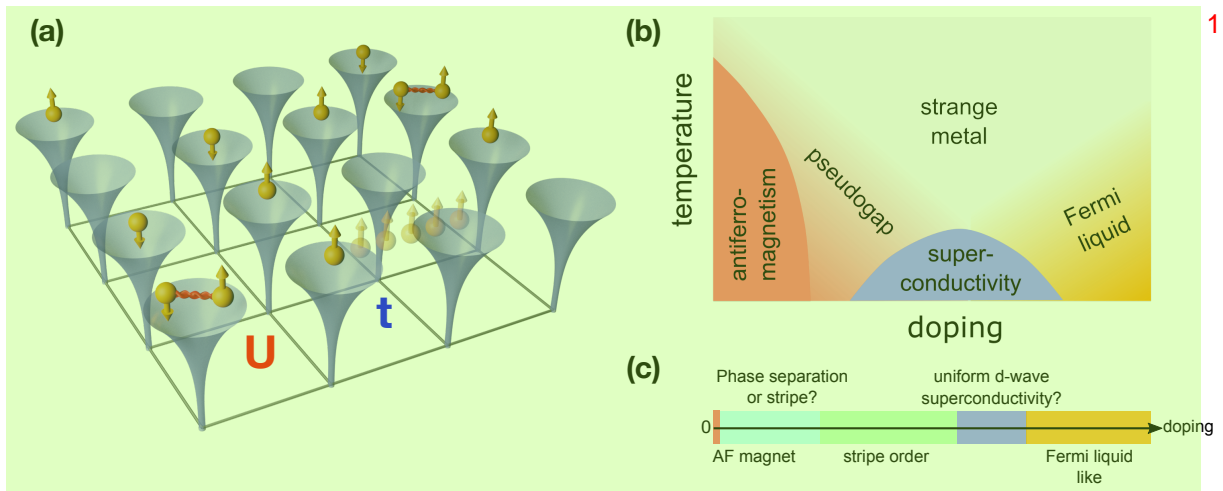 (a)
U
t
(b)
1
temperature
antiferro-
magnetism
pseudogap
strange
metal
super-
conductivity
Fermi
liquid
doping
(c)
Phase separation
or stripe?
uniform d-wave
superconductivity?
0
doping
AF magnet
stripe order
Fermi liquid
like